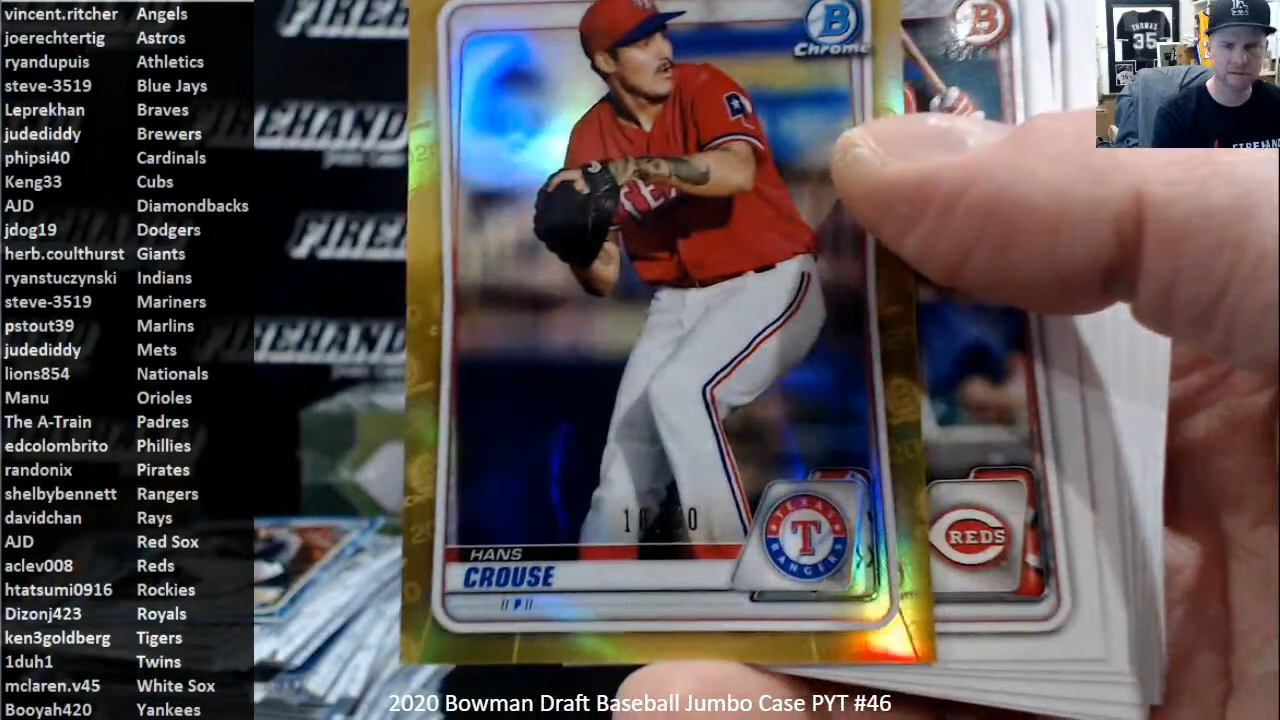 vincent.ritcher Angels
joerechtertig Astros
ryandupuis Athletics
steve-3519 Blue Jays
Leprekhan Braves
judediddy Brewers
phipsi40 Cardinals
Keng33 Cubs
AJD Diamondbacks
jdog19 Dodgers
herb.coulthurst Giants
ryanstuczynski Indians
steve-3519 Mariners
pstout39 Marlins
judediddy Mets
lions854 Nationals
Manu Orioles
The A-Train Padres
edcolombrito Phillies
randonix Pirates
shelbybennett Rangers
davidchan Rays
AJD Red Sox
aclev008 Reds
htatsumi0916 Rockies
Dizonj423 Royals
ken3goldberg Tigers
1duh1 Twins
mclaren.v45 White Sox
Booyah420 Yankees
B
Chrome
B
THOMAS
35
HANS
CROUSE
P
TEXAS
T
RANGERS
REDS
2020 Bowman Draft Baseball Jumbo Case PYT #46